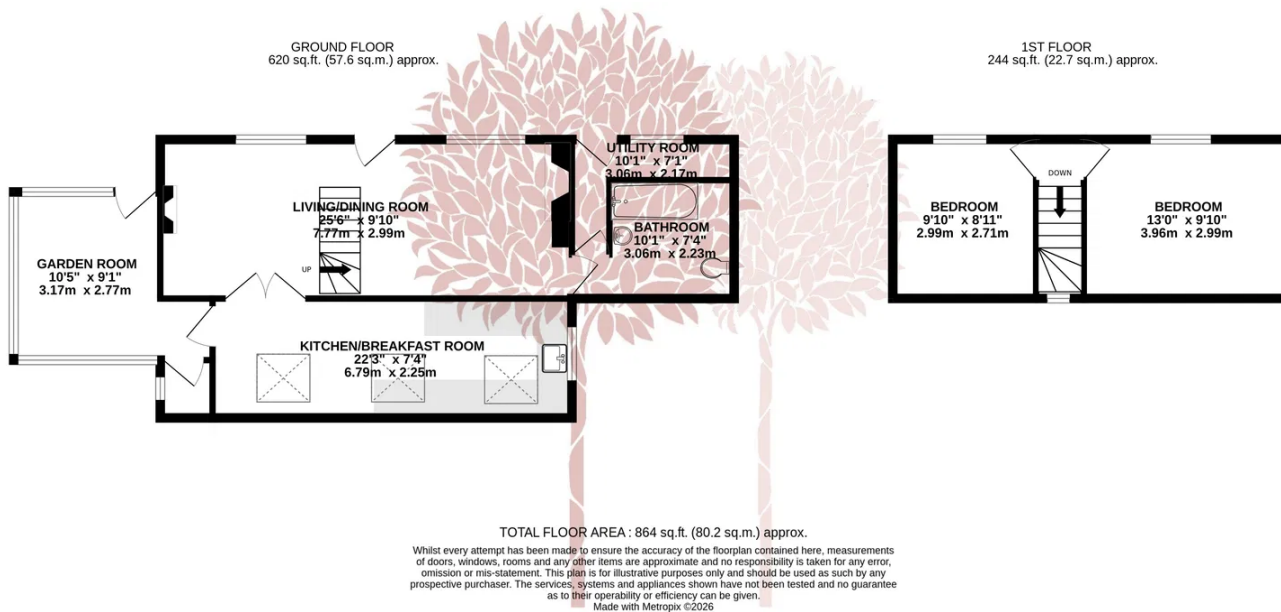 GROUND FLOOR
620 sq.ft. (57.6 sq.m.) approx.
1ST FLOOR
244 sq.ft. (22.7 sq.m.) approx.
UTILITY ROOM
10'1" x 7'1"
3.06m x 2.17m
LIVING/DINING ROOM
25'6" x 9'10"
7.77m x 2.99m
UP
BATHROOM
10'1" x 7'4"
3.06m x 2.23m
GARDEN ROOM
10'5" x 9'1"
3.17m x 2.77m
KITCHEN/BREAKFAST ROOM
22'3" x 7'4"
6.79m x 2.25m
DOWN
BEDROOM
9'10" x 8'11"
2.99m x 2.71m
BEDROOM
13'0" x 9'10"
3.96m x 2.99m
TOTAL FLOOR AREA : 864 sq.ft. (80.2 sq.m.) approx.
Whilst every attempt has been made to ensure the accuracy of the floorplan contained here, measurements
of doors, windows, rooms and any other items are approximate and no responsibility is taken for any error,
omission or mis-statement. This plan is for illustrative purposes only and should be used as such by any
prospective purchaser. The services, systems and appliances shown have not been tested and no guarantee
as to their operability or efficiency can be given.
Made with Metropix ©2026